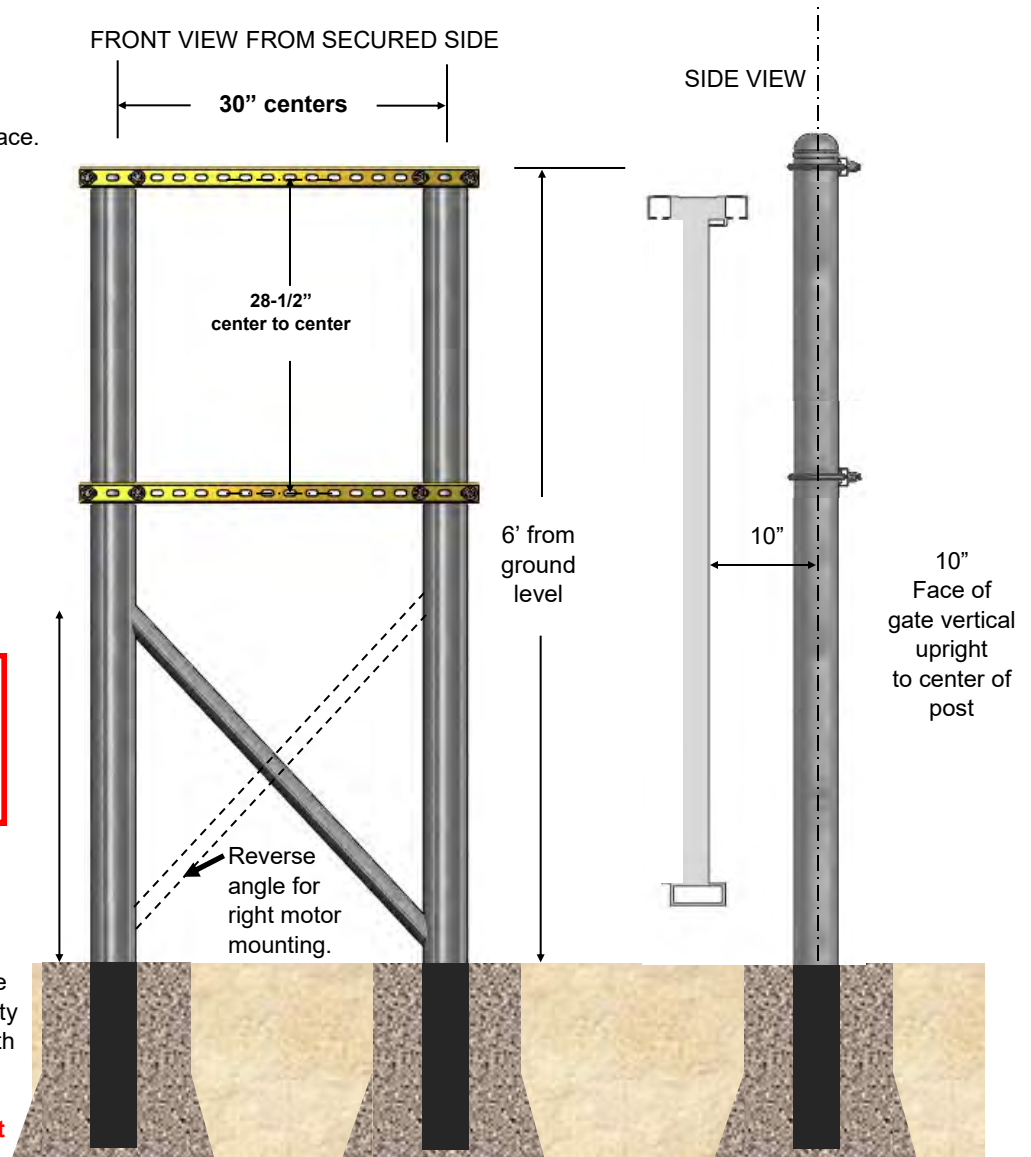 FRONT VIEW FROM SECURED SIDE
30” centers
SIDE VIEW
28-1/2”
center to center
6’ from
ground
level
10”
10”
Face of
gate vertical
upright
to center of
post
Reverse
angle for
right motor
mounting.